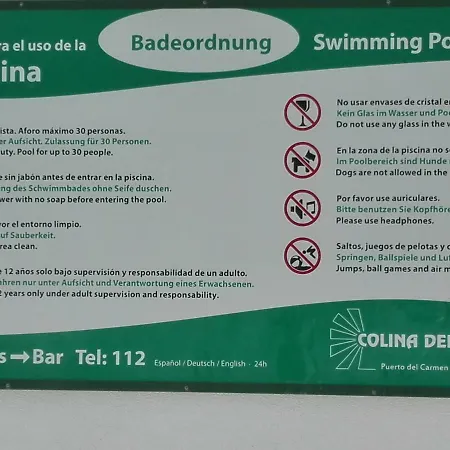 ra el uso de la
ina
Badeordnung
Swimming Po
ista. Aforo máximo 30 personas.
er Aufsicht. Zulassung für 30 Personen.
uty. Pool for up to 30 people.
e sin jabón antes de entrar en la piscina.
ng des Schwimmbades ohne Seife duschen.
wer with no soap before entering the pool.
or el entorno limpio.
uf Sauberkeit.
rea clean.
e 12 años solo bajo supervisión y responsabilidad de un adulto.
hren nur unter Aufsicht und Verantwortung eines Erwachsenen.
2 years only under adult supervision and responsability.
No usar envases de cristal e
Kein Glas im Wasser und Poo
Do not use any glass in the w
En la zona de la piscina no s
Im Poolbereich sind Hunde
Dogs are not allowed in the
Por favor use auriculares.
Bitte benutzen Sie Kopfhöre
Please use headphones.
Saltos, juegos de pelotas y c
Springen, Ballspiele und Luf
Jumps, ball games and air m
s → Bar Tel: 112 Español / Deutsch / English - 24h
COLINA DEL
Puerto del Carmen